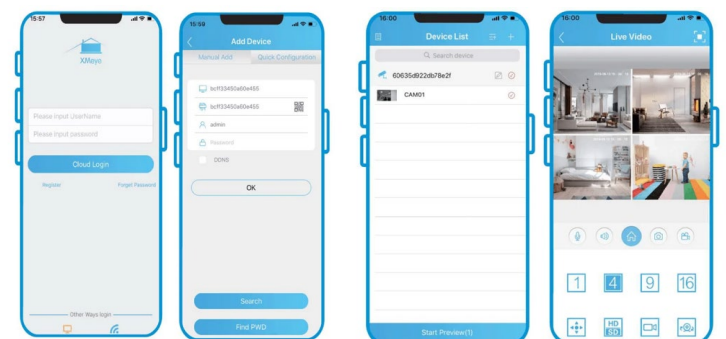 15:57
XMeye
Please input UserName
Please input password
Cloud Login
Register
Forget Password
Other Ways login
15:59
Add Device
Manual Add
Quick Configuration
bcff33450a60e455
bcff33450a60e455
admin
Password
DDNS
OK
Search
Find PWD
16:00
Device List
Search device
60635d922db78e2f
CAM01
Start Preview(1)
16:00
Live Video
1
4
9
16
HD
SD